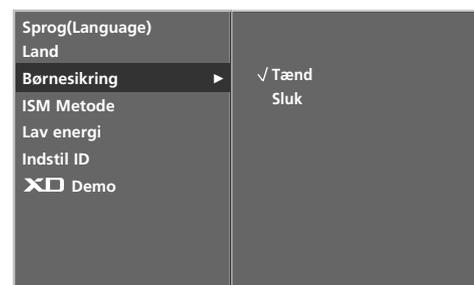 Sprog(Language)
Land
Børnesikring ►
√ Tænd
Sluk
ISM Metode
Lav energi
Indstil ID
XD Demo